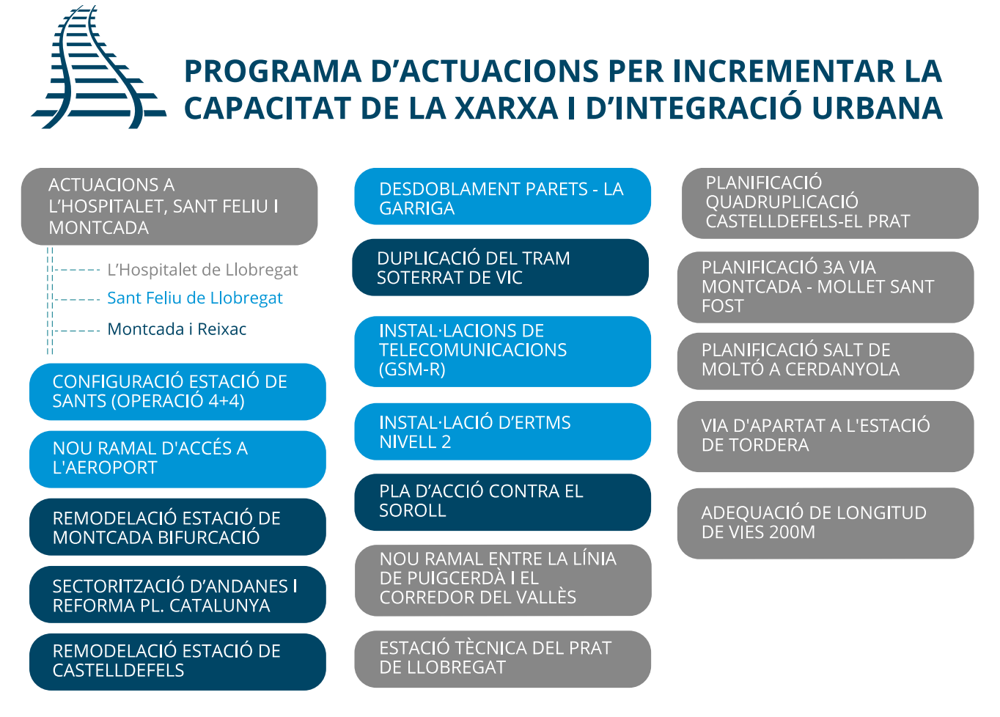 PROGRAMA D’ACTUACIONS PER INCREMENTAR LA
CAPACITAT DE LA XARXA I D’INTEGRACIÓ URBANA
ACTUACIONS A
L’HOSPITALET, SANT FELIU I
MONTCADA
L’Hospitalet de Llobregat
Sant Feliu de Llobregat
Montcada i Reixac
CONFIGURACIÓ ESTACIÓ DE
SANTS (OPERACIÓ 4+4)
NOU RAMAL D'ACCÉS A
L'AEROPORT
REMODELACIÓ ESTACIÓ DE
MONTCADA BIFURCACIÓ
SECTORITZACIÓ D’ANDANES I
REFORMA PL. CATALUNYA
REMODELACIÓ ESTACIÓ DE
CASTELLDEFELS
DESDOBLAMENT PARETS - LA
GARRIGA
DUPLICACIÓ DEL TRAM
SOTERRAT DE VIC
INSTAL·LACIONS DE
TELECOMUNICACIONS
(GSM-R)
INSTAL·LACIÓ D’ERTMS
NIVELL 2
PLA D’ACCIÓ CONTRA EL
SOROLL
NOU RAMAL ENTRE LA LÍNIA
DE PUIGCERDÀ I EL
CORREDOR DEL VALLÈS
ESTACIÓ TÈCNICA DEL PRAT
DE LLOBREGAT
PLANIFICACIÓ
QUADRUPLICACIÓ
CASTELLDEFELS-EL PRAT
PLANIFICACIÓ 3A VIA
MONTCADA - MOLLET SANT
FOST
PLANIFICACIÓ SALT DE
MOLTÓ A CERDANYOLA
VIA D'APARTAT A L'ESTACIÓ
DE TORDERA
ADEQUACIÓ DE LONGITUD
DE VIES 200M